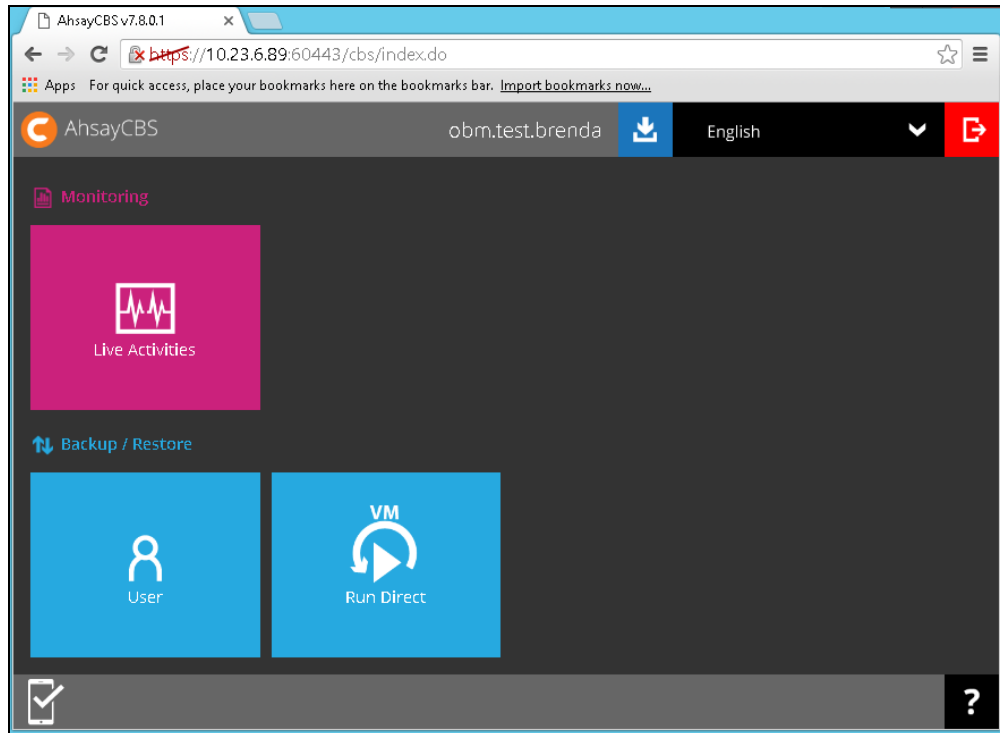 AhsayCBS v7.8.0.1
https://10.23.6.89:60443/cbs/index.do
Apps For quick access, place your bookmarks here on the bookmarks bar. Import bookmarks now...
AhsayCBS obm.test.brenda English
Monitoring
Live Activities
Backup / Restore
VM
User Run Direct
?